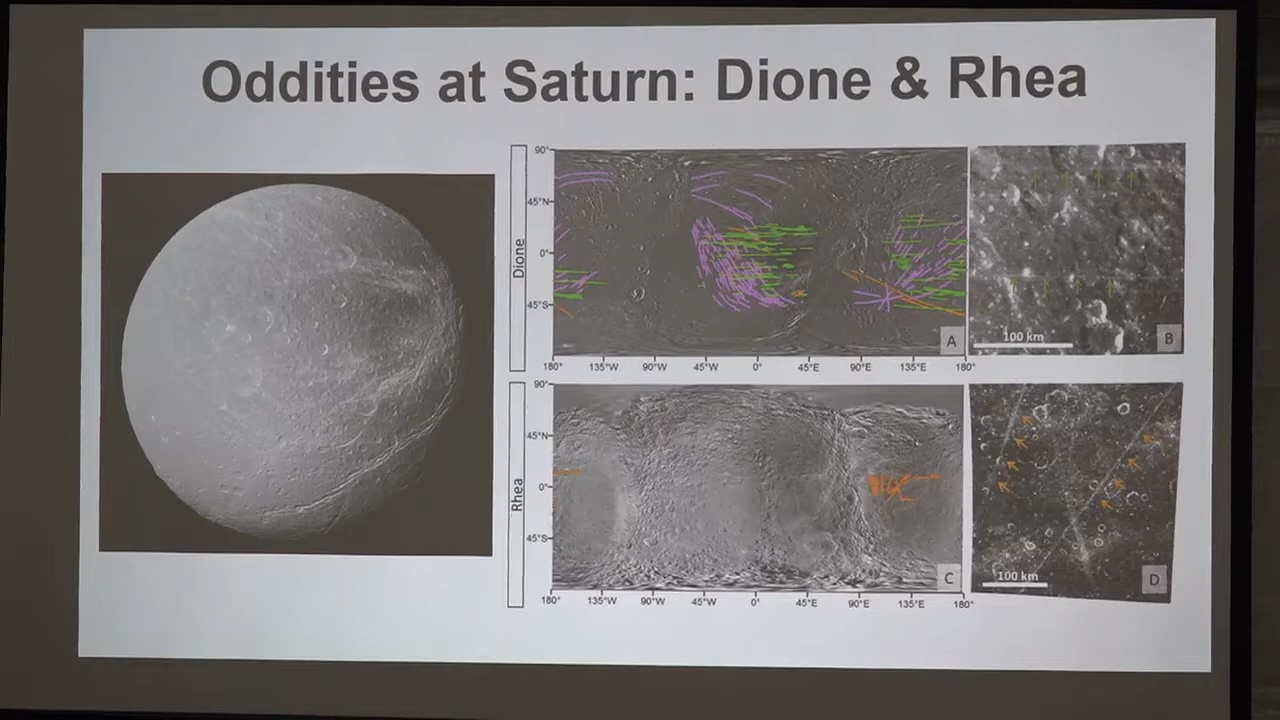 Oddities at Saturn: Dione & Rhea
Dione
90°
45°N
0°
45°S
180° 135°W 90°W 45°W 0° 45°E 90°E 135°E 180°
A
100 km
B
Rhea
90°
45°N
0°
45°S
180° 135°W 90°W 45°W 0° 45°E 90°E 135°E 180°
C
100 km
D